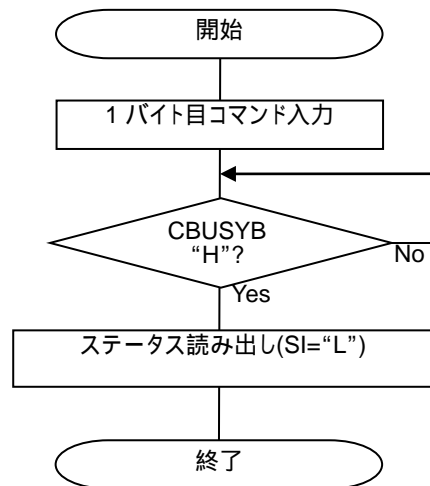 開始
1 バイト目コマンド入力
CBUSYB
“H”?
No
Yes
ステータス読み出し(SI=“L”)
終了